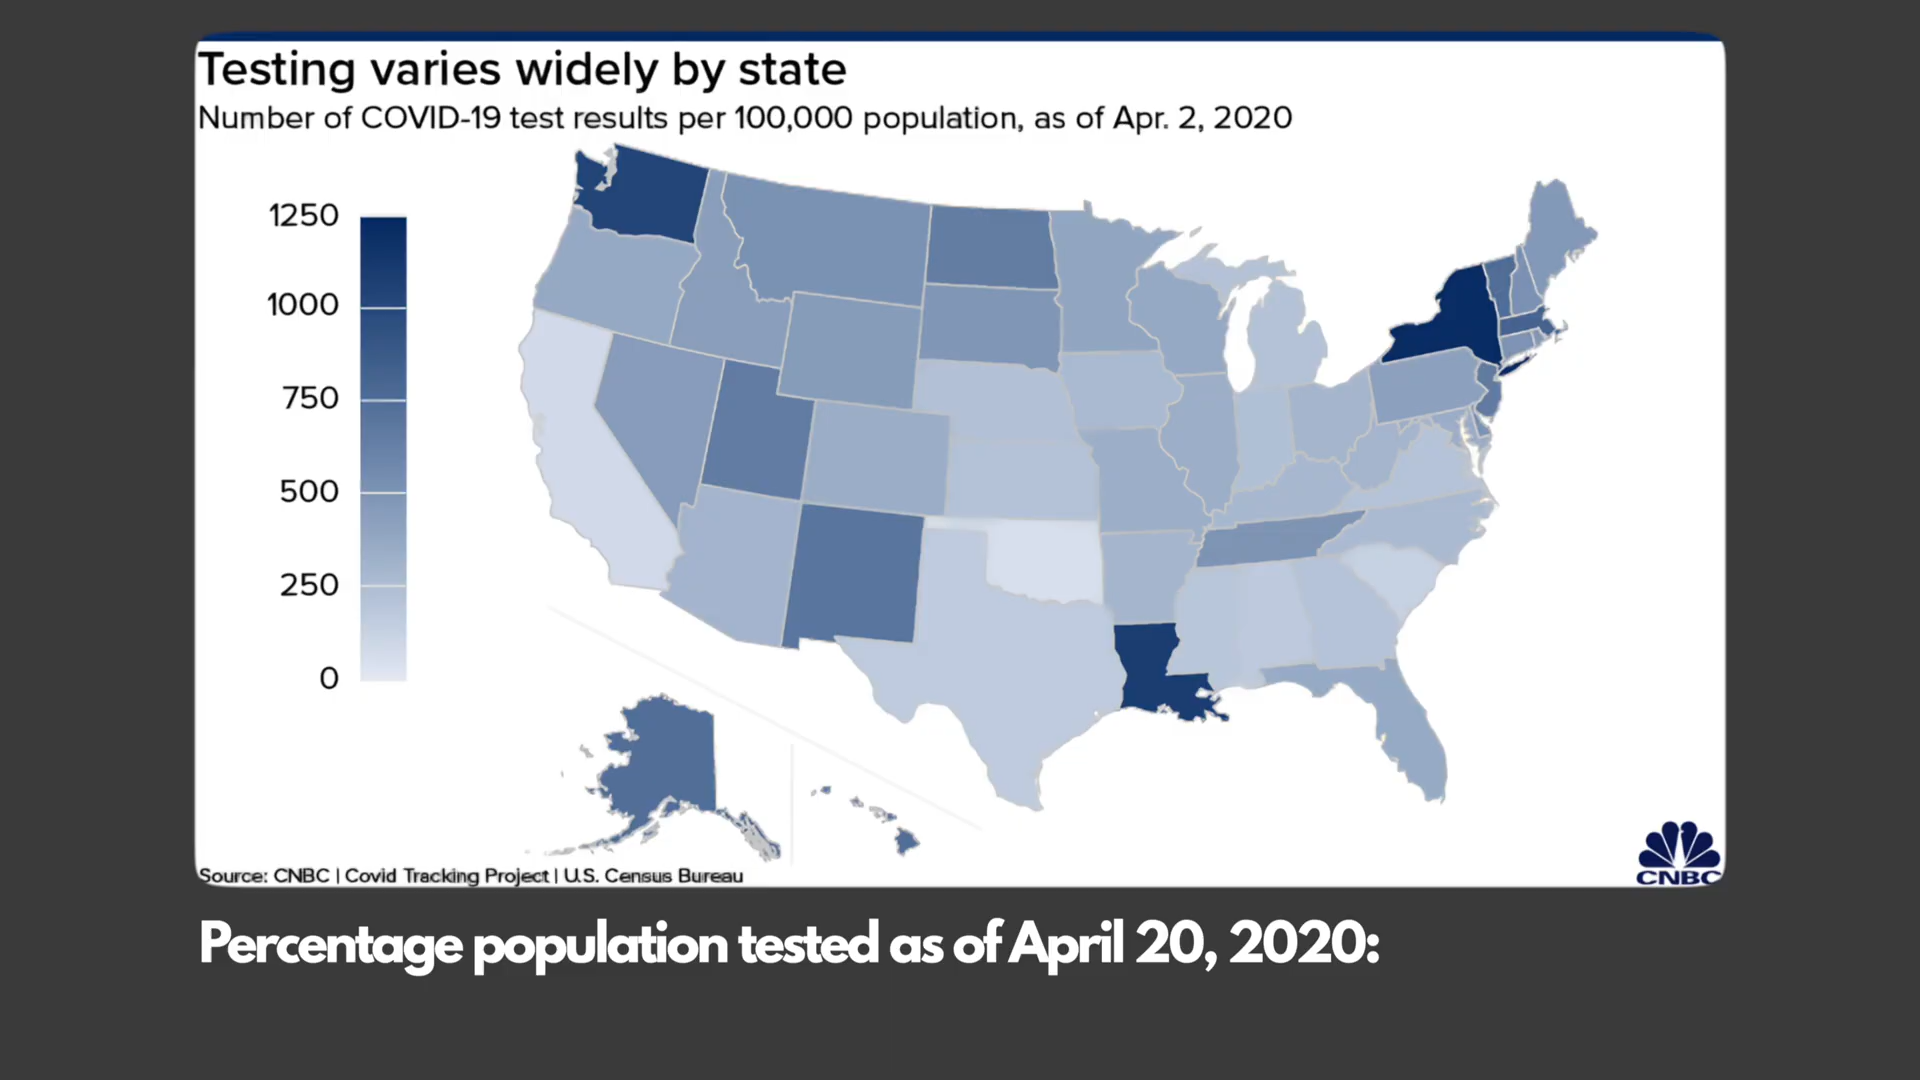 Testing varies widely by state
Number of COVID-19 test results per 100,000 population, as of Apr. 2, 2020
1250
1000
750
500
250
0
Source: CNBC | Covid Tracking Project | U.S. Census Bureau
CNBC
Percentage population tested as of April 20, 2020: